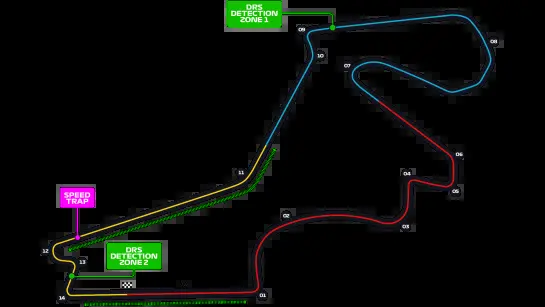 DRS
DETECTION
ZONE 1
09
10
08
07
06
04
05
11
SPEED
TRAP
02
03
12
DRS
DETECTION
ZONE 2
13
14
01